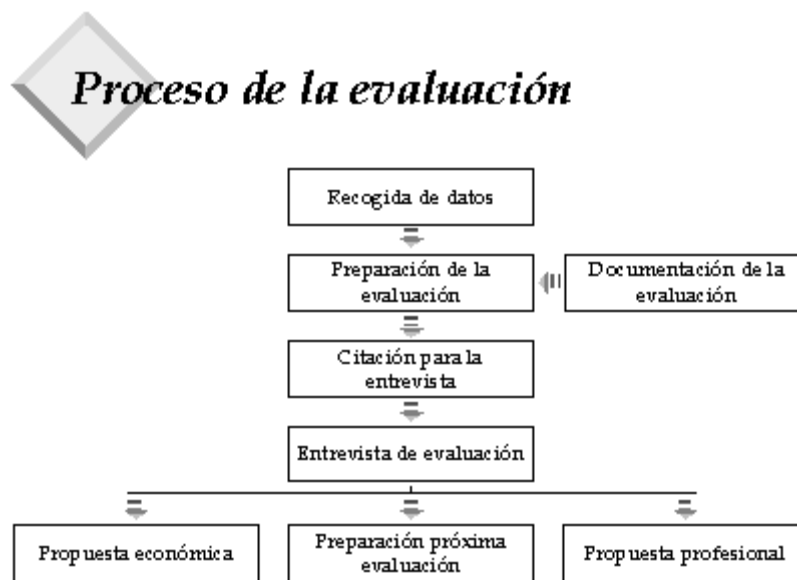 Proceso de la evaluación
Recogida de datos
Preparación de la
evaluación
Documentación de la
evaluación
Citación para la
entrevista
Entrevista de evaluación
Propuesta económica
Preparación próxima
evaluación
Propuesta profesional